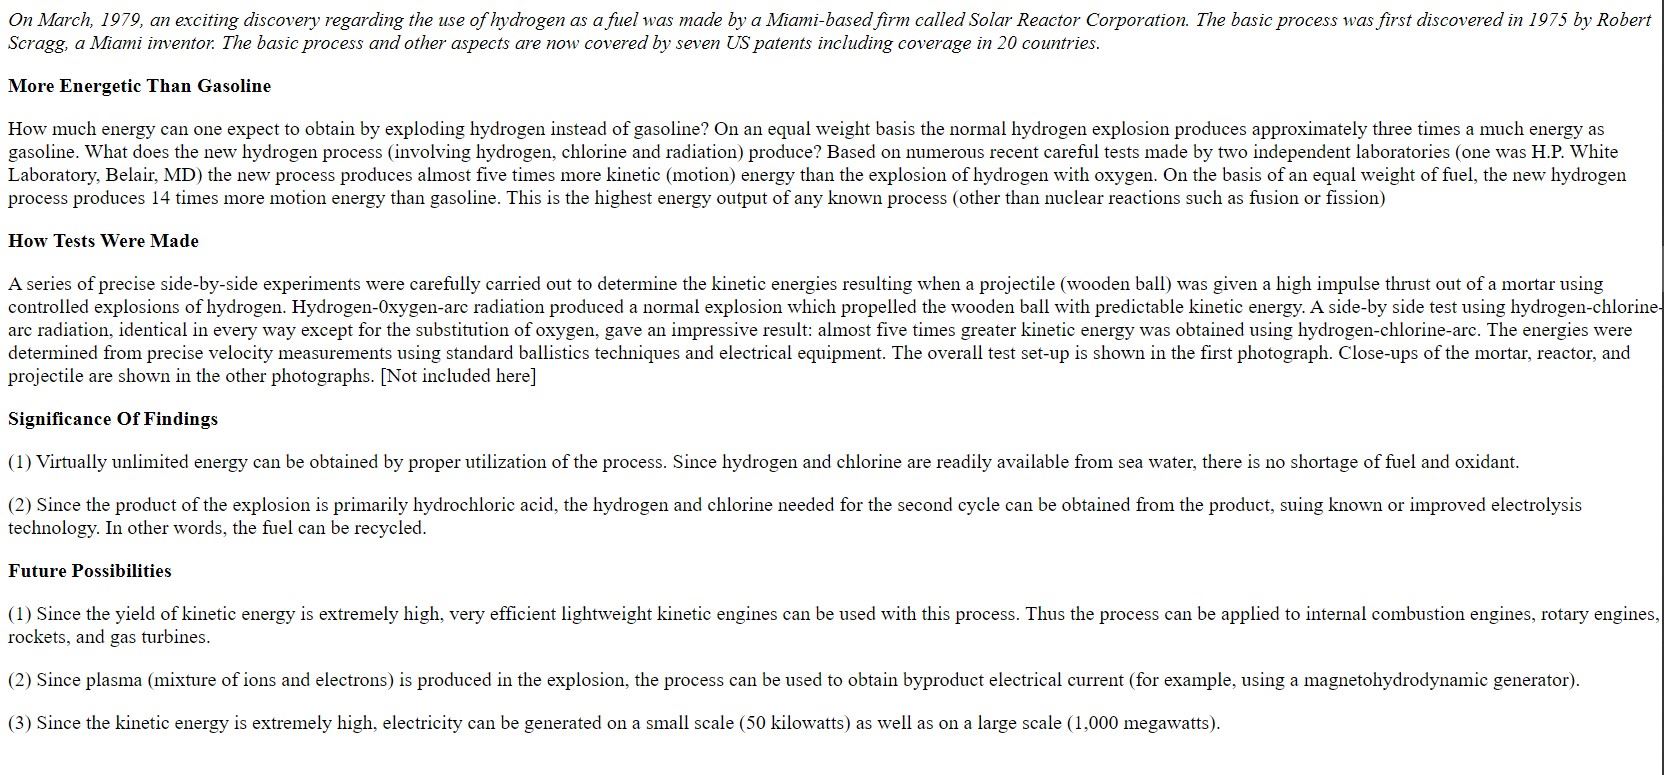 On March, 1979, an exciting discovery regarding the use of hydrogen as a fuel was made by a Miami-based firm called Solar Reactor Corporation. The basic process was first discovered in 1975 by Robert
Scragg, a Miami inventor. The basic process and other aspects are now covered by seven US patents including coverage in 20 countries.
More Energetic Than Gasoline
How much energy can one expect to obtain by exploding hydrogen instead of gasoline? On an equal weight basis the normal hydrogen explosion produces approximately three times a much energy as
gasoline. What does the new hydrogen process (involving hydrogen, chlorine and radiation) produce? Based on numerous recent careful tests made by two independent laboratories (one was H.P. White
Laboratory, Belair, MD) the new process produces almost five times more kinetic (motion) energy than the explosion of hydrogen with oxygen. On the basis of an equal weight of fuel, the new hydrogen
process produces 14 times more motion energy than gasoline. This is the highest energy output of any known process (other than nuclear reactions such as fusion or fission)
How Tests Were Made
A series of precise side-by-side experiments were carefully carried out to determine the kinetic energies resulting when a projectile (wooden ball) was given a high impulse thrust out of a mortar using
controlled explosions of hydrogen. Hydrogen-0xygen-arc radiation produced a normal explosion which propelled the wooden ball with predictable kinetic energy. A side-by side test using hydrogen-chlorine-
arc radiation, identical in every way except for the substitution of oxygen, gave an impressive result: almost five times greater kinetic energy was obtained using hydrogen-chlorine-arc. The energies were
determined from precise velocity measurements using standard ballistics techniques and electrical equipment. The overall test set-up is shown in the first photograph. Close-ups of the mortar, reactor, and
projectile are shown in the other photographs. [Not included here]
Significance Of Findings
(1) Virtually unlimited energy can be obtained by proper utilization of the process. Since hydrogen and chlorine are readily available from sea water, there is no shortage of fuel and oxidant.
(2) Since the product of the explosion is primarily hydrochloric acid, the hydrogen and chlorine needed for the second cycle can be obtained from the product, suing known or improved electrolysis
technology. In other words, the fuel can be recycled.
Future Possibilities
(1) Since the yield of kinetic energy is extremely high, very efficient lightweight kinetic engines can be used with this process. Thus the process can be applied to internal combustion engines, rotary engines,
rockets, and gas turbines.
(2) Since plasma (mixture of ions and electrons) is produced in the explosion, the process can be used to obtain byproduct electrical current (for example, using a magnetohydrodynamic generator).
(3) Since the kinetic energy is extremely high, electricity can be generated on a small scale (50 kilowatts) as well as on a large scale (1,000 megawatts).